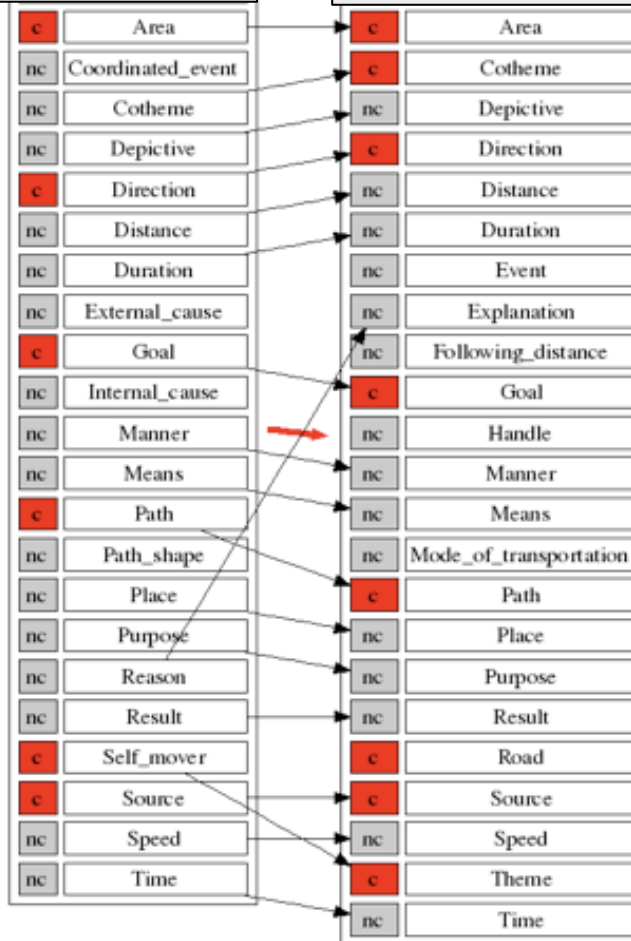 c Area
nc Coordinated_event
nc Cotheme
nc Depictive
c Direction
nc Distance
nc Duration
nc External_cause
c Goal
nc Internal_cause
nc Manner
nc Means
c Path
nc Path_shape
nc Place
nc Purpose
nc Reason
nc Result
c Self_mover
c Source
nc Speed
nc Time
c Area
c Cotheme
nc Depictive
c Direction
nc Distance
nc Duration
nc Event
nc Explanation
nc Following_distance
c Goal
nc Handle
nc Manner
nc Means
nc Mode_of_transportation
c Path
nc Place
nc Purpose
nc Result
c Road
c Source
nc Speed
c Theme
nc Time